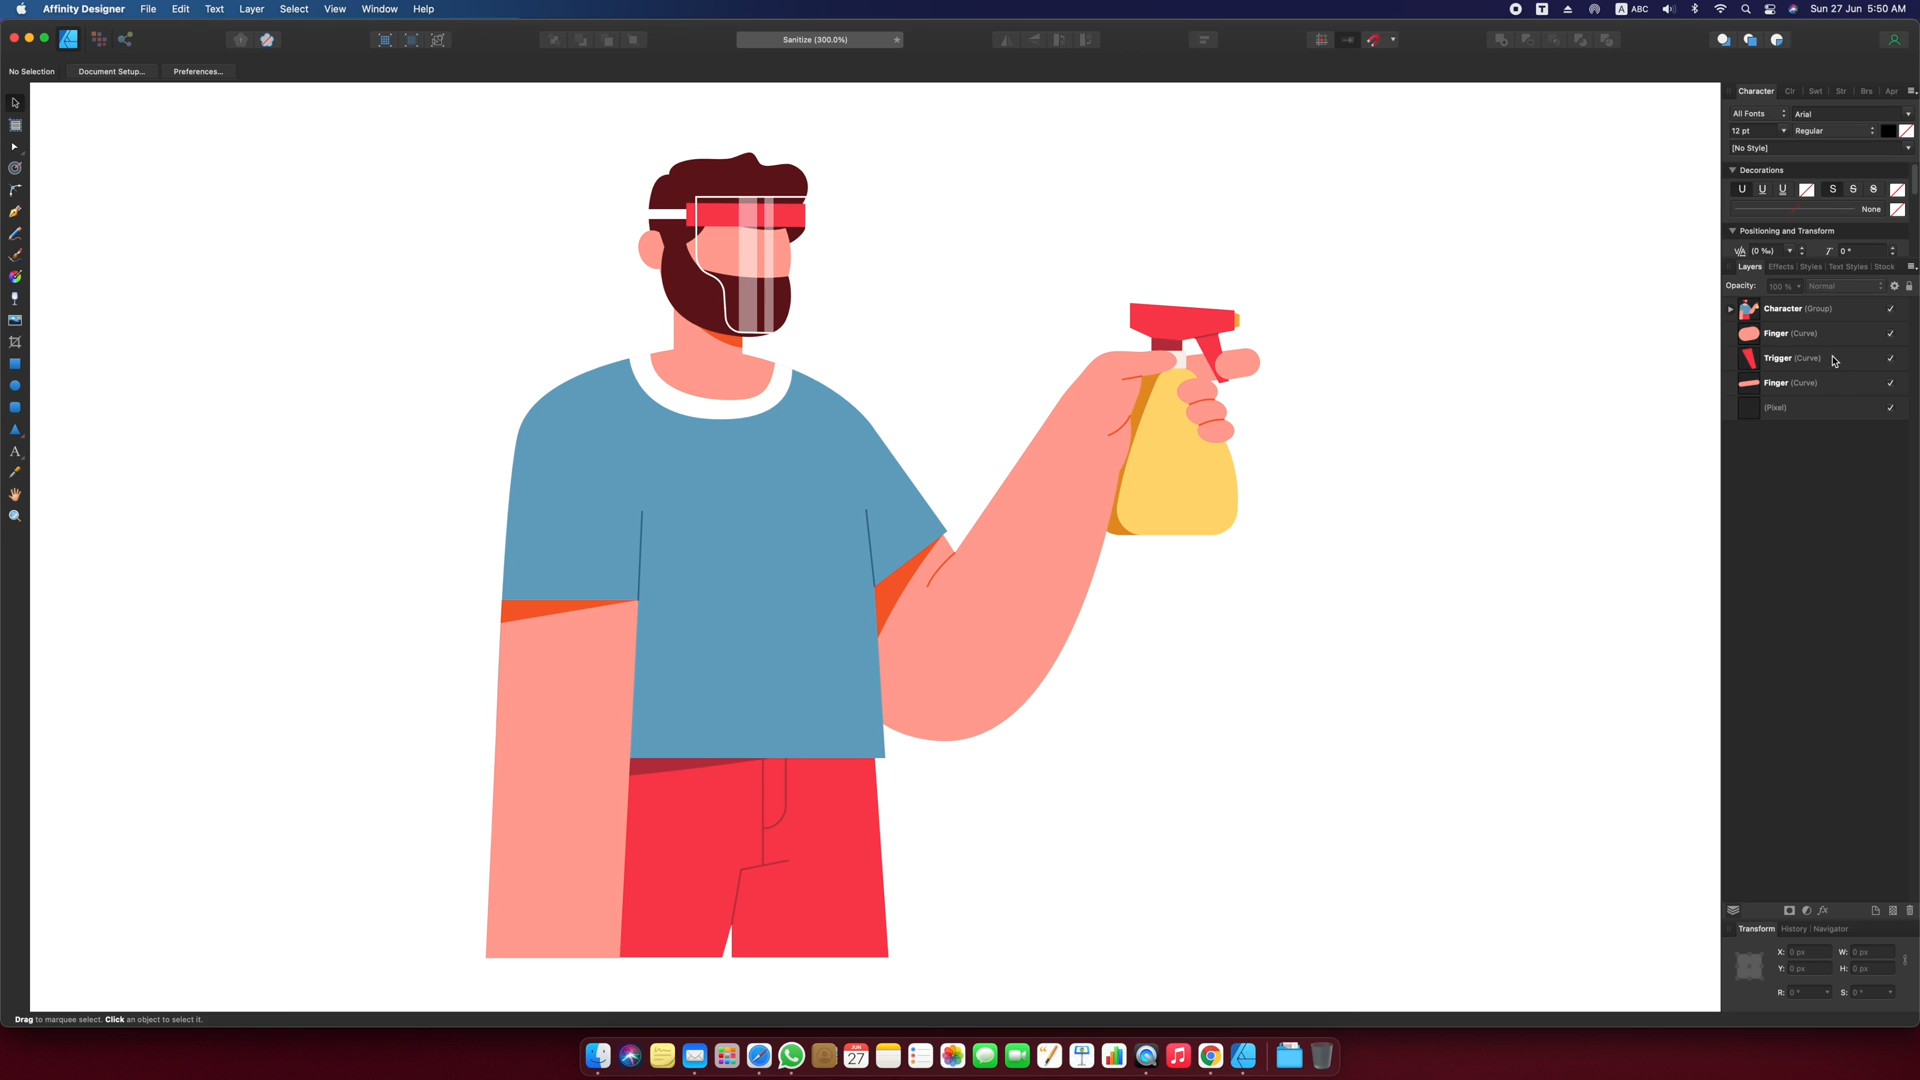 Affinity Designer File Edit Text Layer Select View Window Help
ABC Sun 27 Jun 5:50 AM
Sanitize (300.0%)
No Selection Document Setup... Preferences...
Character Clr Swt Str Brs Apr
All Fonts Arial
12 pt Regular
[No Style]
Decorations
U U U S S S
None
Positioning and Transform
VA (0 ‰) T 0 °
Layers Effects Styles Text Styles Stock
Opacity: 100 % Normal
Character (Group)
Finger (Curve)
Trigger (Curve)
Finger (Curve)
(Pixel)
fx
Transform History Navigator
X: 0 px W: 0 px
Y: 0 px H: 0 px
R: 0 ° S: 0 °
Drag to marquee select. Click an object to select it.
JUN
27